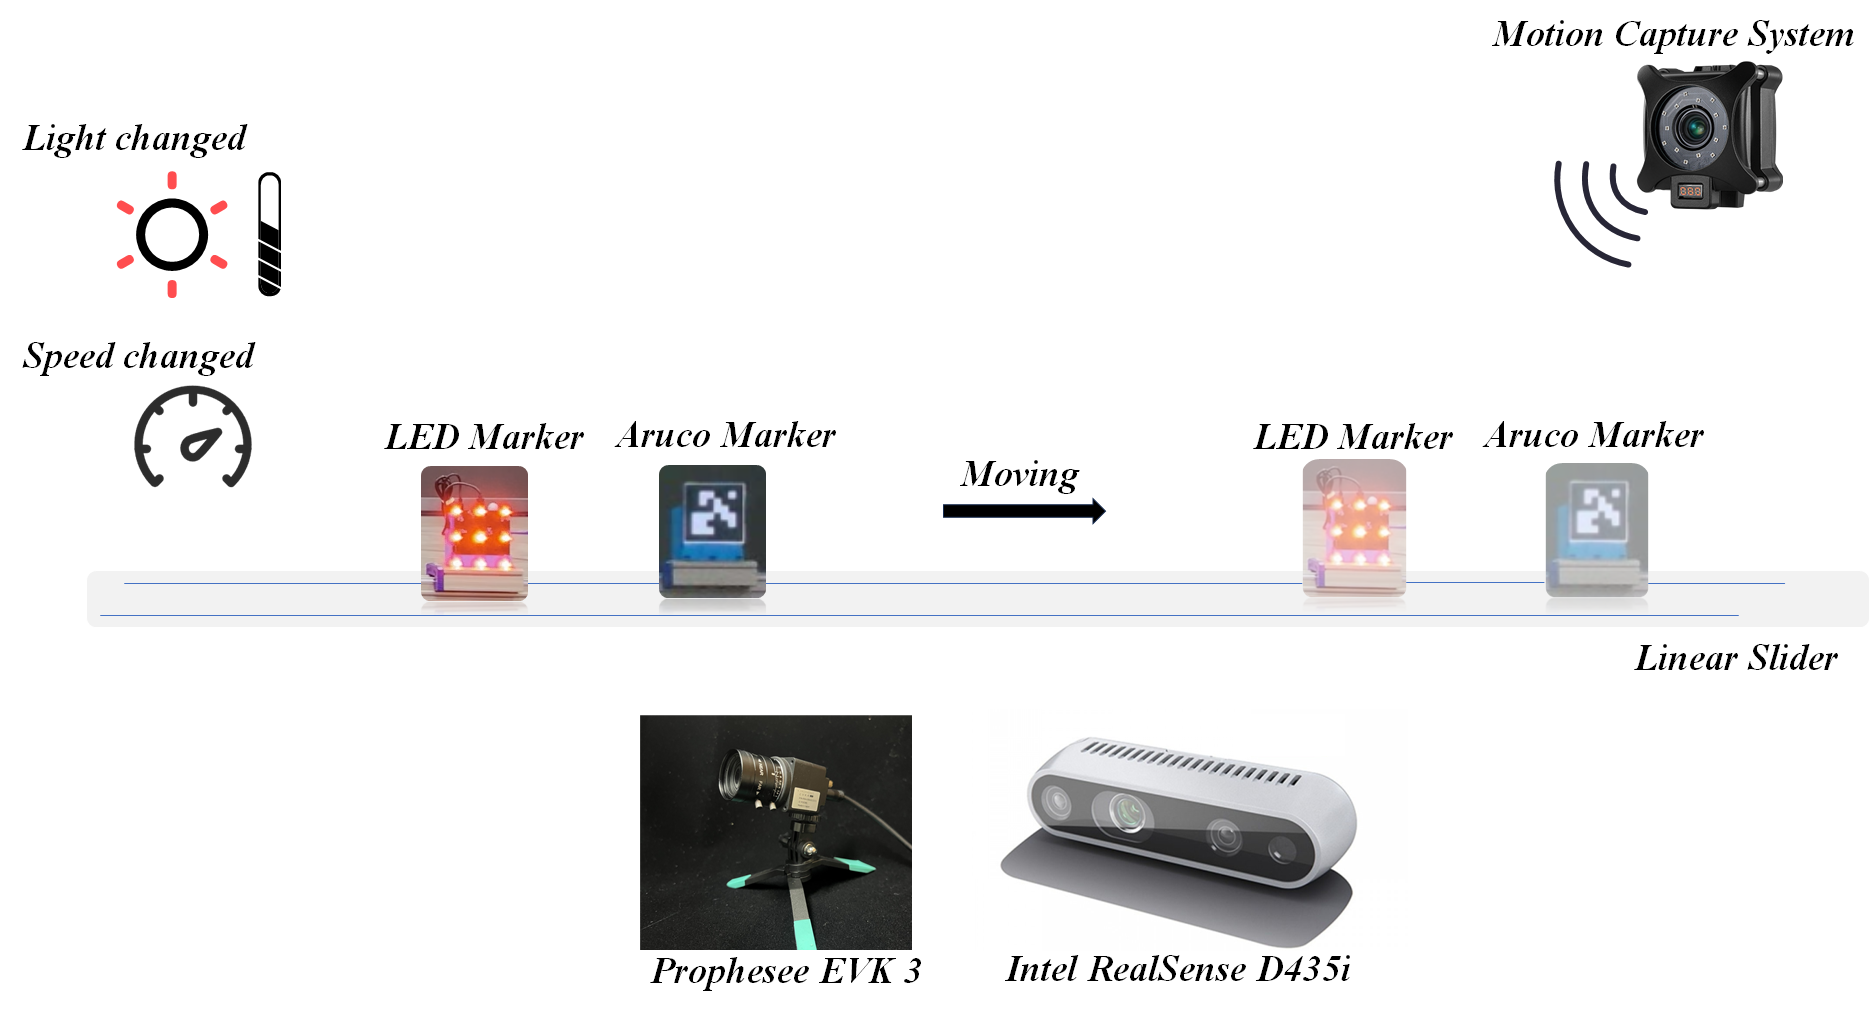 Motion Capture System
888
Light changed
Speed changed
LED Marker
Aruco Marker
Moving
LED Marker
Aruco Marker
Linear Slider
Prophesee EVK 3
Intel RealSense D435i